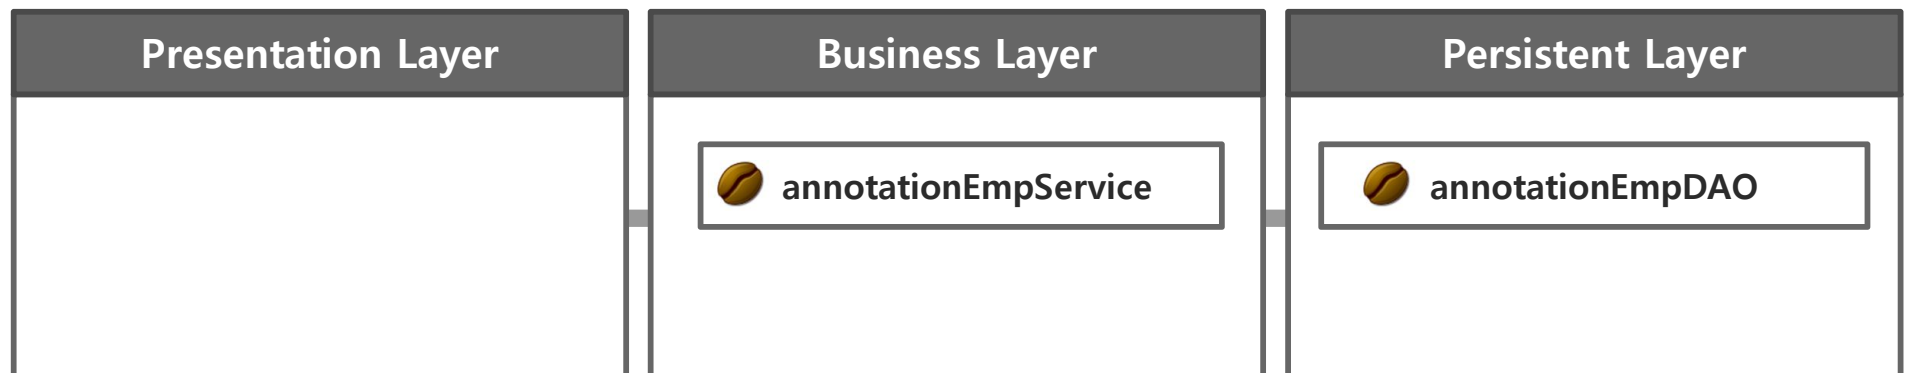 Presentation Layer
Business Layer
Persistent Layer
annotationEmpService
annotationEmpDAO